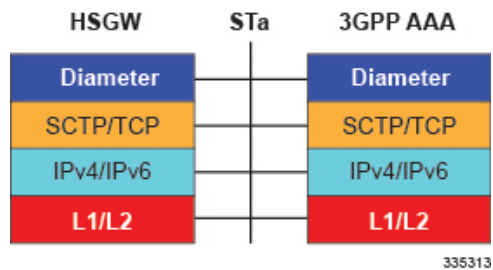 HSGW STa 3GPP AAA
Diameter Diameter
SCTP/TCP SCTP/TCP
IPv4/IPv6 IPv4/IPv6
L1/L2 L1/L2
335313